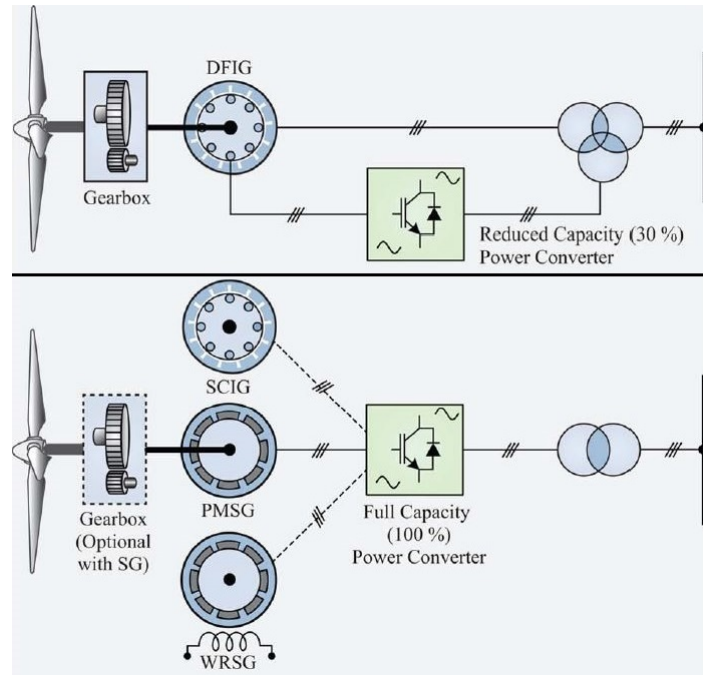 DFIG
Gearbox
Reduced Capacity (30 %)
Power Converter
SCIG
PMSG
Gearbox
(Optional
with SG)
Full Capacity
(100 %)
Power Converter
WRSG